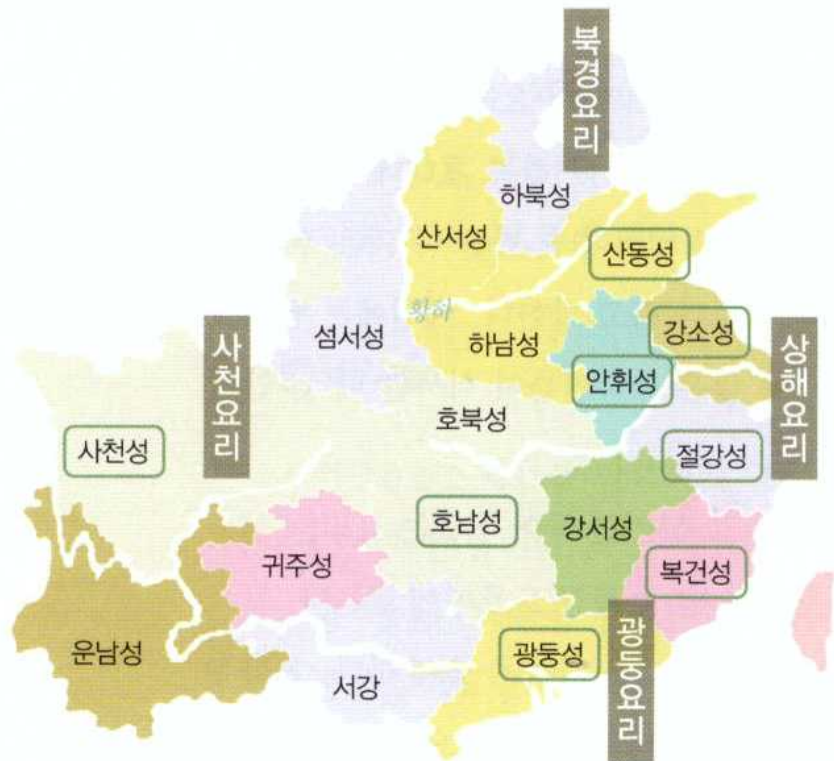 북경요리
하북성
산서성
산동성
황하
섬서성
하남성
강소성
안휘성
사천요리
상해요리
호북성
사천성
절강성
호남성
강서성
귀주성
복건성
운남성
광둥성
서강
광둥요리